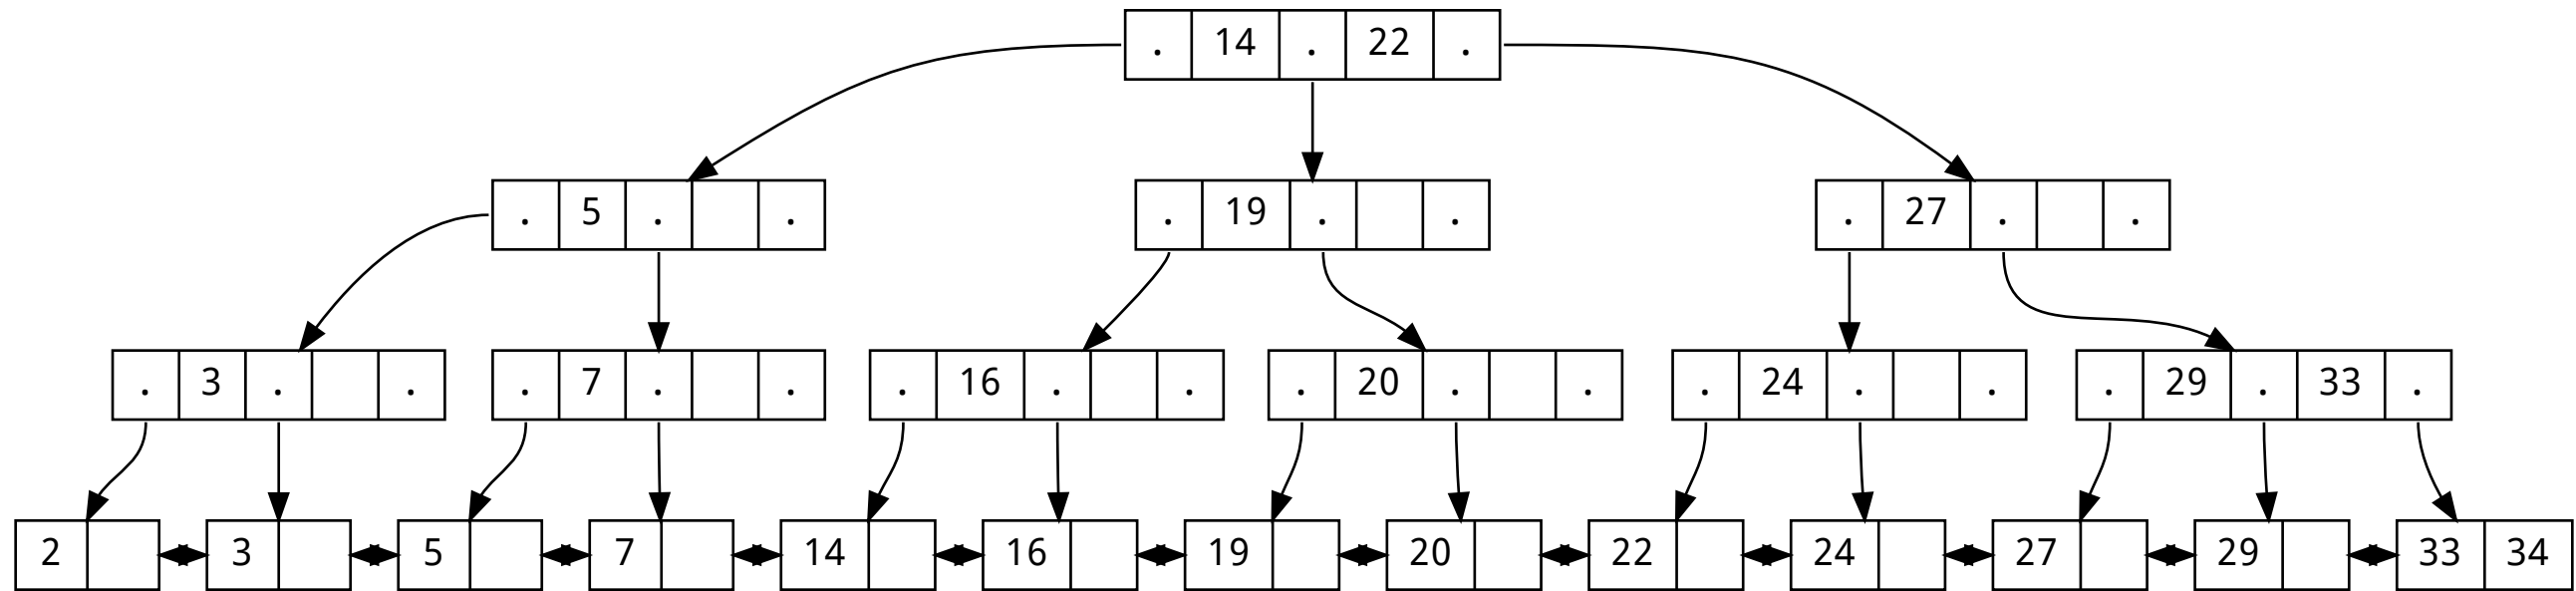 . 14 . 22 .
. 5 . . . 19 . . . 27 . .
. 3 . . . 7 . . . 16 . . . 20 . . . 24 . . . 29 . 33 .
2 3 5 7 14 16 19 20 22 24 27 29 33 34